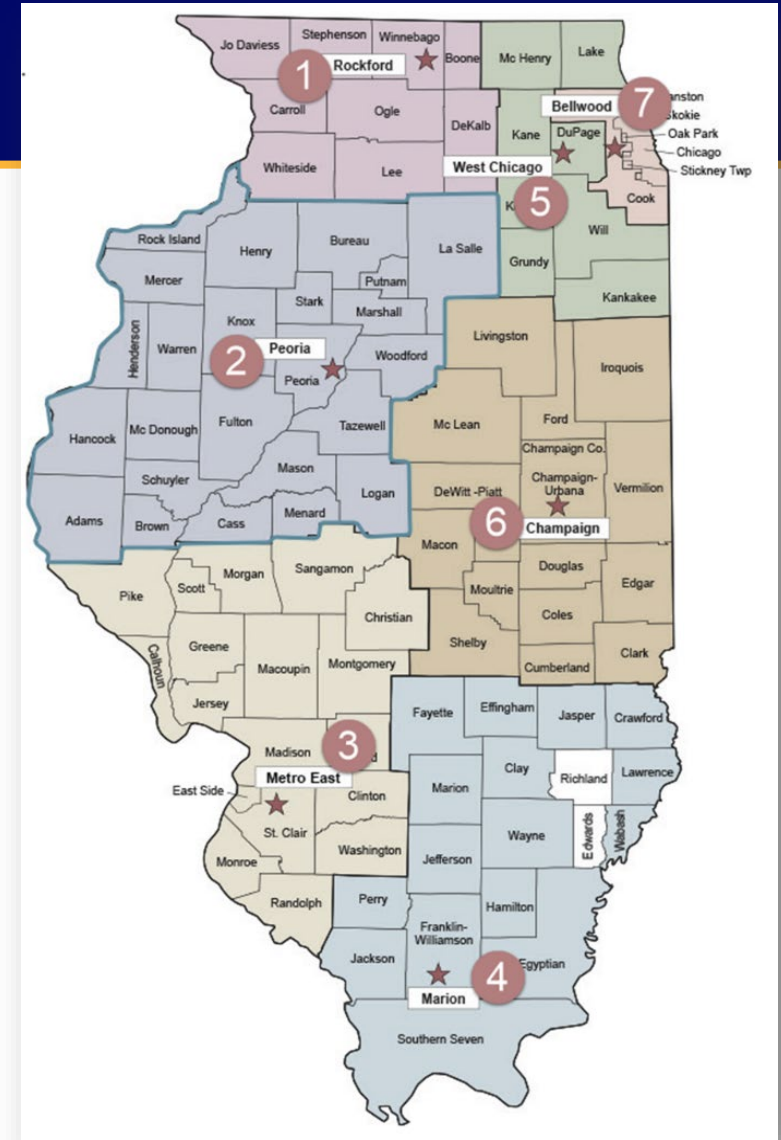 Jo Daviess
Stephenson
Winnebago
Boone
Mc Henry
Lake
1
Rockford
Carroll
Ogle
DeKalb
Kane
DuPage
Bellwood
7
Skokie
Oak Park
Chicago
Stickney Twp
Cook
Whiteside
Lee
West Chicago
5
Will
Grundy
Kankakee
Rock Island
Henry
Bureau
La Salle
Mercer
Putnam
Stark
Marshall
Henderson
Warren
Knox
2
Peoria
Peoria
Woodford
Livingston
Iroquois
Hancock
Mc Donough
Fulton
Tazewell
Mc Lean
Ford
Champaign Co.
Schuyler
Mason
Logan
DeWitt -Piatt
Champaign-
Urbana
Vermilion
Adams
Brown
Cass
Menard
6
Champaign
Macon
Pike
Scott
Morgan
Sangamon
Christian
Moultrie
Douglas
Edgar
Coles
Shelby
Cumberland
Clark
Calhoun
Greene
Macoupin
Montgomery
Jersey
Fayette
Effingham
Jasper
Crawford
Madison
3
Metro East
East Side
St. Clair
Clinton
Marion
Clay
Richland
Lawrence
Wayne
Edwards
Wabash
Monroe
Washington
Jefferson
Randolph
Perry
Hamilton
Jackson
Franklin-
Williamson
Egyptian
4
Marion
Southern Seven